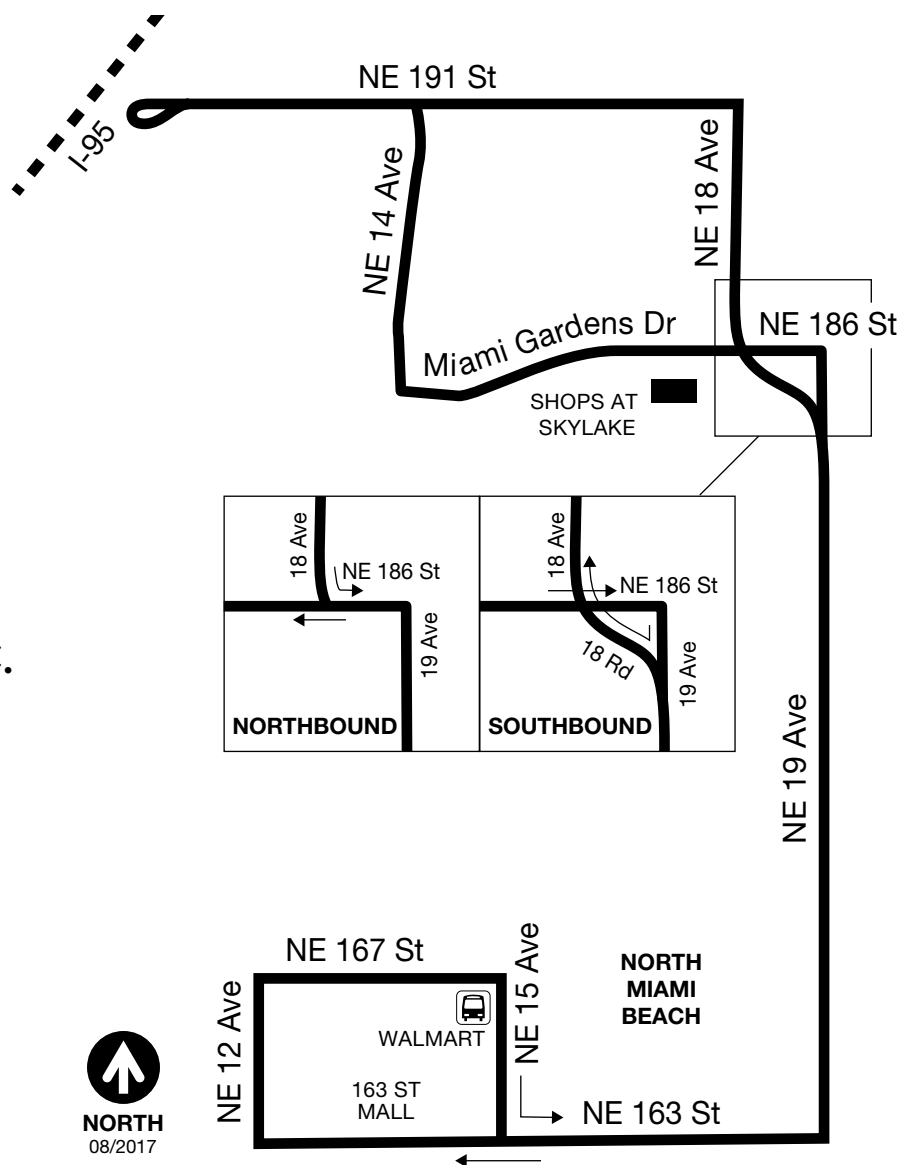 NE 191 St
I-95
NE 14 Ave
NE 18 Ave
Miami Gardens Dr
NE 186 St
SHOPS AT
SKYLAKE
18 Ave
NE 186 St
19 Ave
NORTHBOUND
18 Ave
NE 186 St
18 Rd
19 Ave
SOUTHBOUND
NE 19 Ave
NE 167 St
NE 12 Ave
NE 15 Ave
WALMART
163 ST
MALL
NORTH
MIAMI
BEACH
NE 163 St
NORTH
08/2017